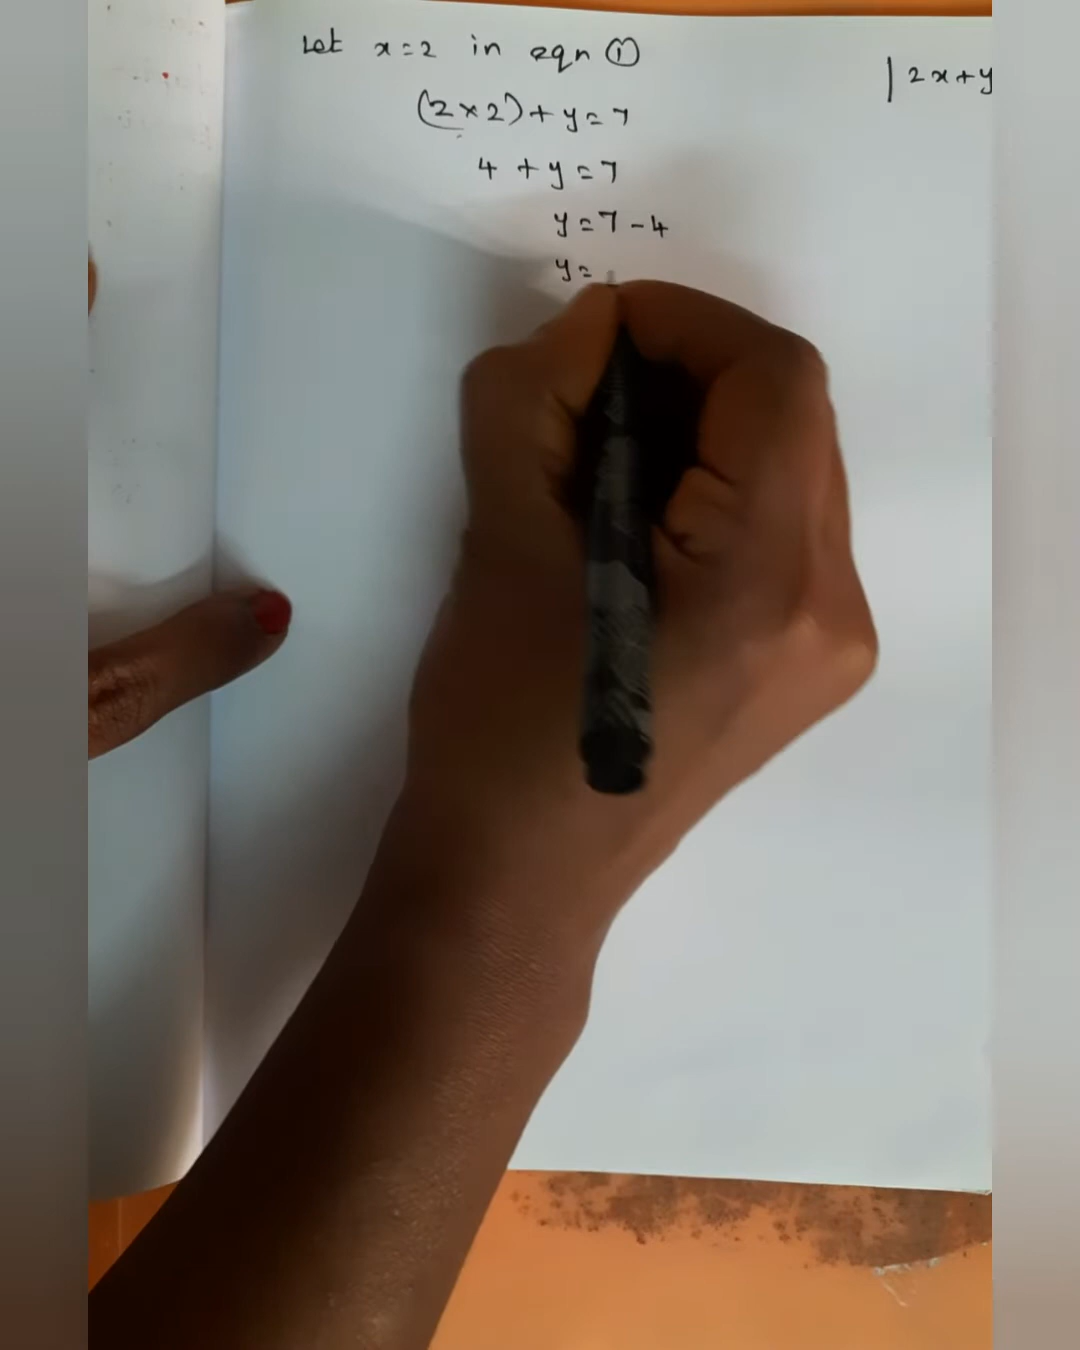 Let x=2 in eqn ①
(2×2)+y=7
4 + y=7
y=7-4
y=
|2x+y